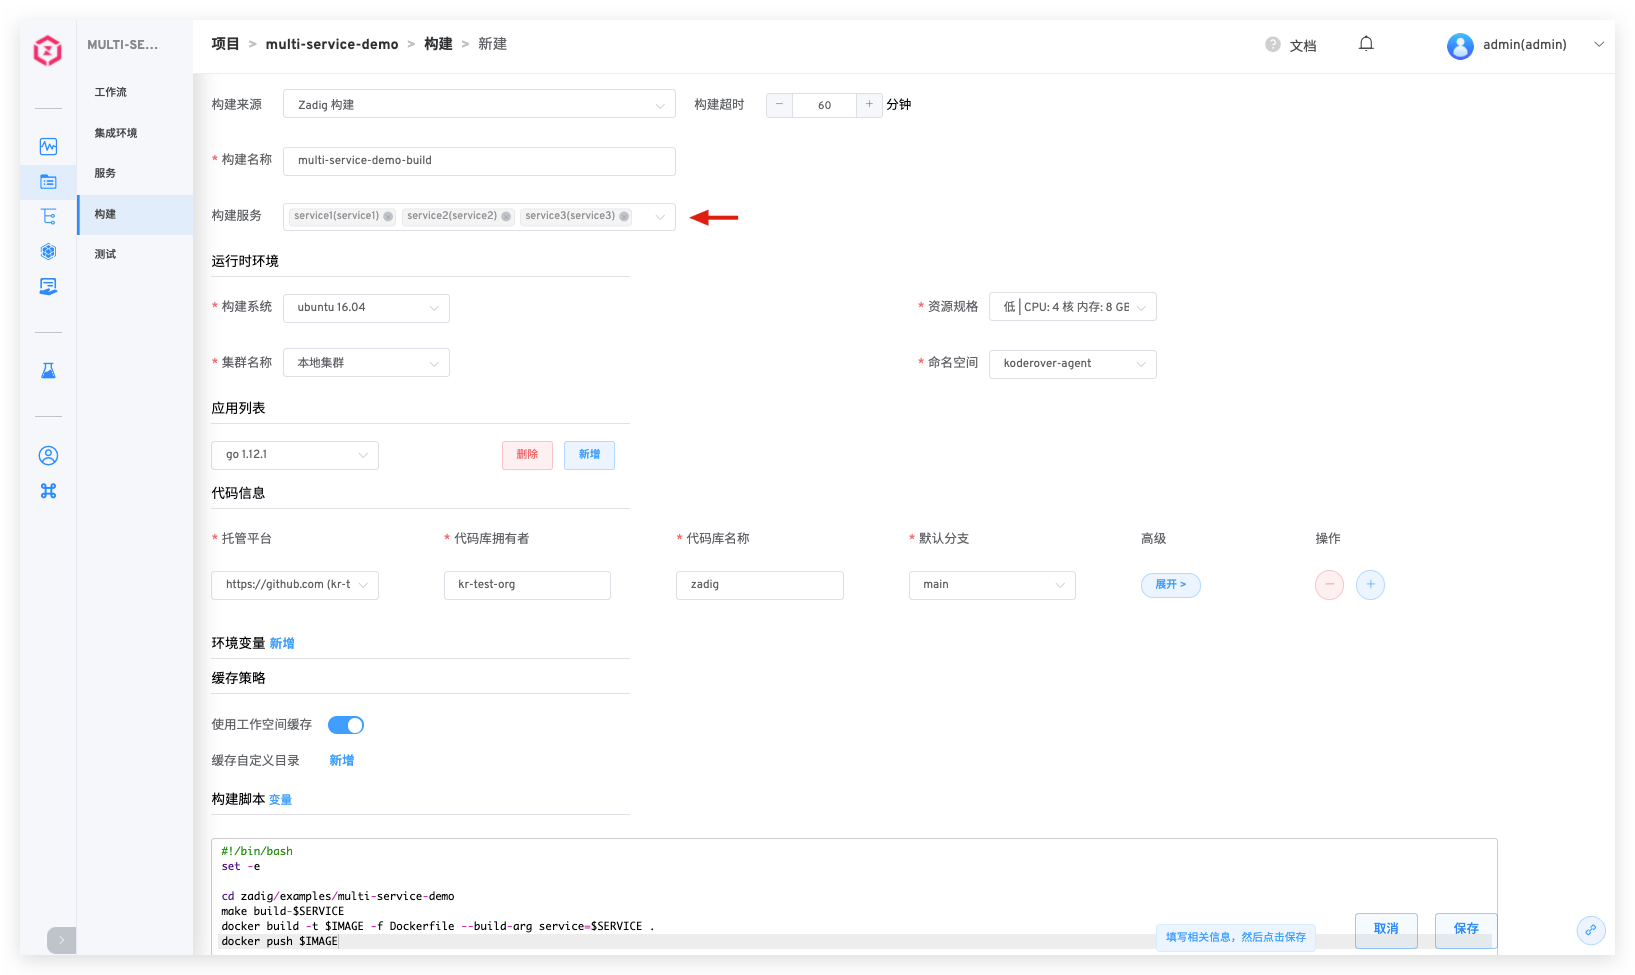 MULTI-SE...
工作流
集成环境
服务
构建
测试
项目 > multi-service-demo > 构建 > 新建
? 文档
admin(admin)
构建来源 Zadig 构建 构建超时 − 60 + 分钟
* 构建名称 multi-service-demo-build
构建服务 service1(service1) service2(service2) service3(service3)
运行时环境
* 构建系统 ubuntu 16.04 * 资源规格 低 | CPU: 4 核 内存: 8 GB
* 集群名称 本地集群 * 命名空间 koderover-agent
应用列表
go 1.12.1 删除 新增
代码信息
* 托管平台 * 代码库拥有者 * 代码库名称 * 默认分支 高级 操作
https://github.com (kr-t kr-test-org zadig main 展开 > − +
环境变量 新增
缓存策略
使用工作空间缓存
缓存自定义目录 新增
构建脚本 变量
#!/bin/bash
set -e
cd zadig/examples/multi-service-demo
make build-$SERVICE
docker build -t $IMAGE -f Dockerfile --build-arg service=$SERVICE .
docker push $IMAGE
填写相关信息，然后点击保存 取消 保存